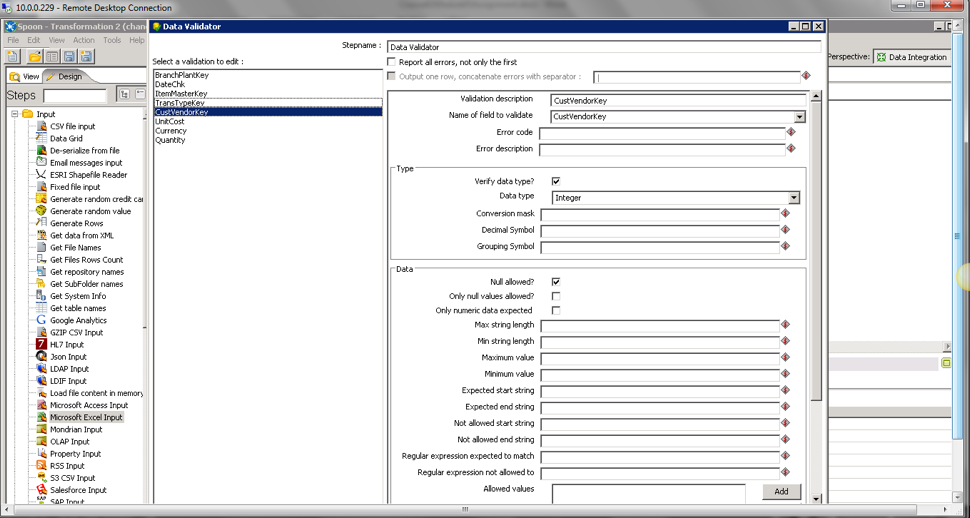 10.0.0.229 - Remote Desktop Connection
Spoon - Transformation 2 (chan
File Edit View Action Tools Help
View Design
Steps
Input
CSV file input
Data Grid
De-serialize from file
Email messages input
ESRI Shapefile Reader
Fixed file input
Generate random credit car
Generate random value
Generate Rows
Get data from XML
Get File Names
Get Files Rows Count
Get repository names
Get SubFolder names
Get System Info
Get table names
Google Analytics
GZIP CSV Input
HL7 Input
Json Input
LDAP Input
LDIF Input
Load file content in memory
Microsoft Access Input
Microsoft Excel Input
Mondrian Input
OLAP Input
Property Input
RSS Input
S3 CSV Input
Salesforce Input
SAP Input
Data Validator
Stepname : Data Validator
Select a validation to edit :
BranchPlantKey
DateChk
ItemMasterKey
TransTypeKey
CustVendorKey
UnitCost
Currency
Quantity
Report all errors, not only the first
Output one row, concatenate errors with separator :
Validation description CustVendorKey
Name of field to validate CustVendorKey
Error code
Error description
Type
Verify data type?
Data type Integer
Conversion mask
Decimal Symbol
Grouping Symbol
Data
Null allowed?
Only null values allowed?
Only numeric data expected
Max string length
Min string length
Maximum value
Minimum value
Expected start string
Expected end string
Not allowed start string
Not allowed end string
Regular expression expected to match
Regular expression not allowed to
Allowed values Add
Perspective: Data Integration